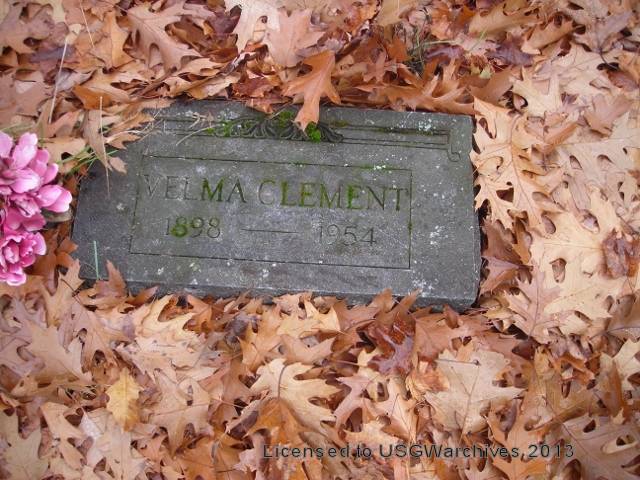 VELMA CLEMENT
1898 — 1954
Licensed to USGWarchives 2013